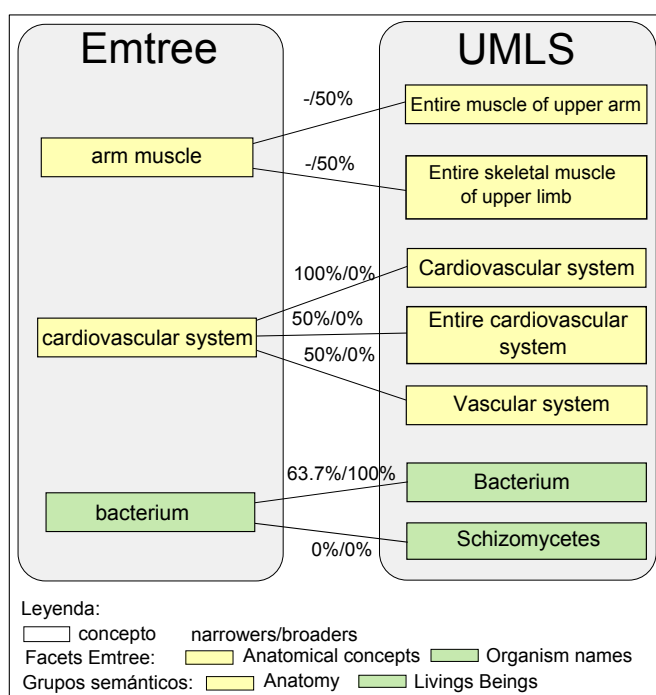 Emtree
UMLS
-/50%
Entire muscle of upper arm
arm muscle
-/50%
Entire skeletal muscle
of upper limb
100%/0%
Cardiovascular system
50%/0%
Entire cardiovascular
system
cardiovascular system
50%/0%
Vascular system
63.7%/100%
Bacterium
bacterium
0%/0%
Schizomycetes
Leyenda:
concepto narrowers/broaders
Facets Emtree: Anatomical concepts Organism names
Grupos semánticos: Anatomy Livings Beings